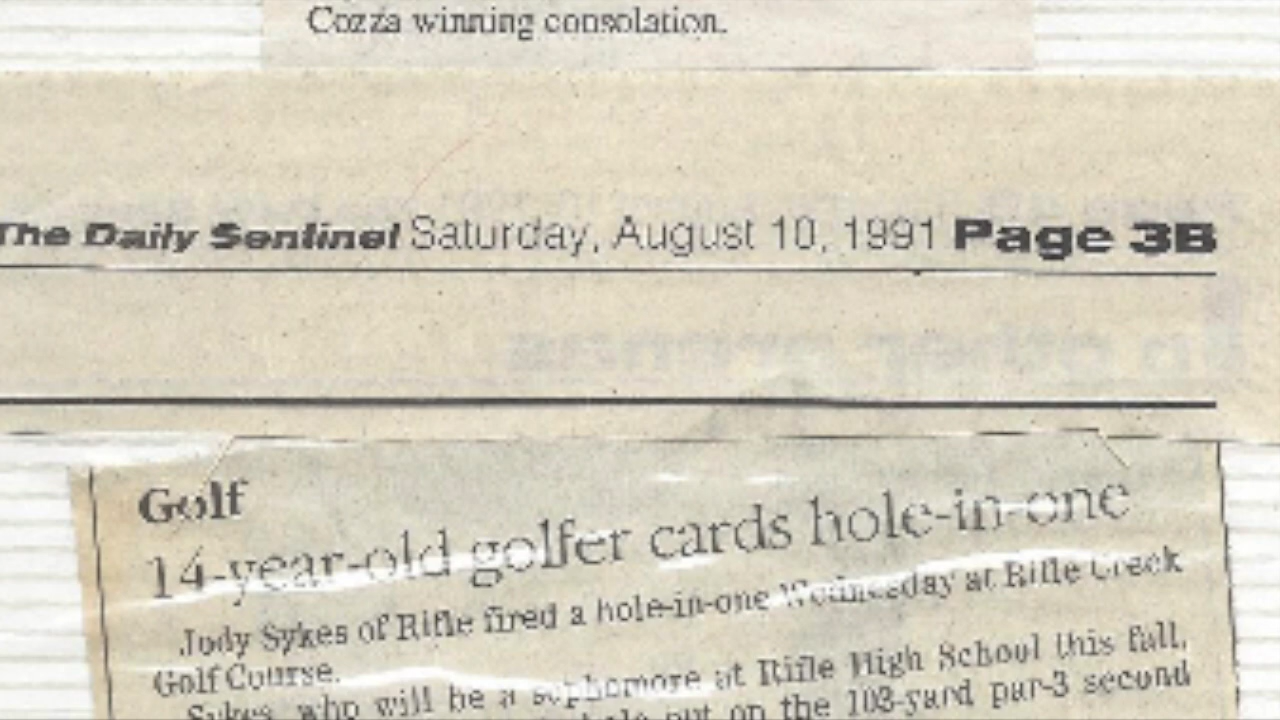 Cozza winning consolation.
The Daily Sentinel Saturday, August 10, 1991 Page 3B
Golf
14-year-old golfer cards hole-in-one
Jody Sykes of Rifle fired a hole-in-one Wednesday at Rifle Creek
Golf Course.
Sykes, who will be a sophomore at Rifle High School this fall,
out on the 103-yard par-3 second